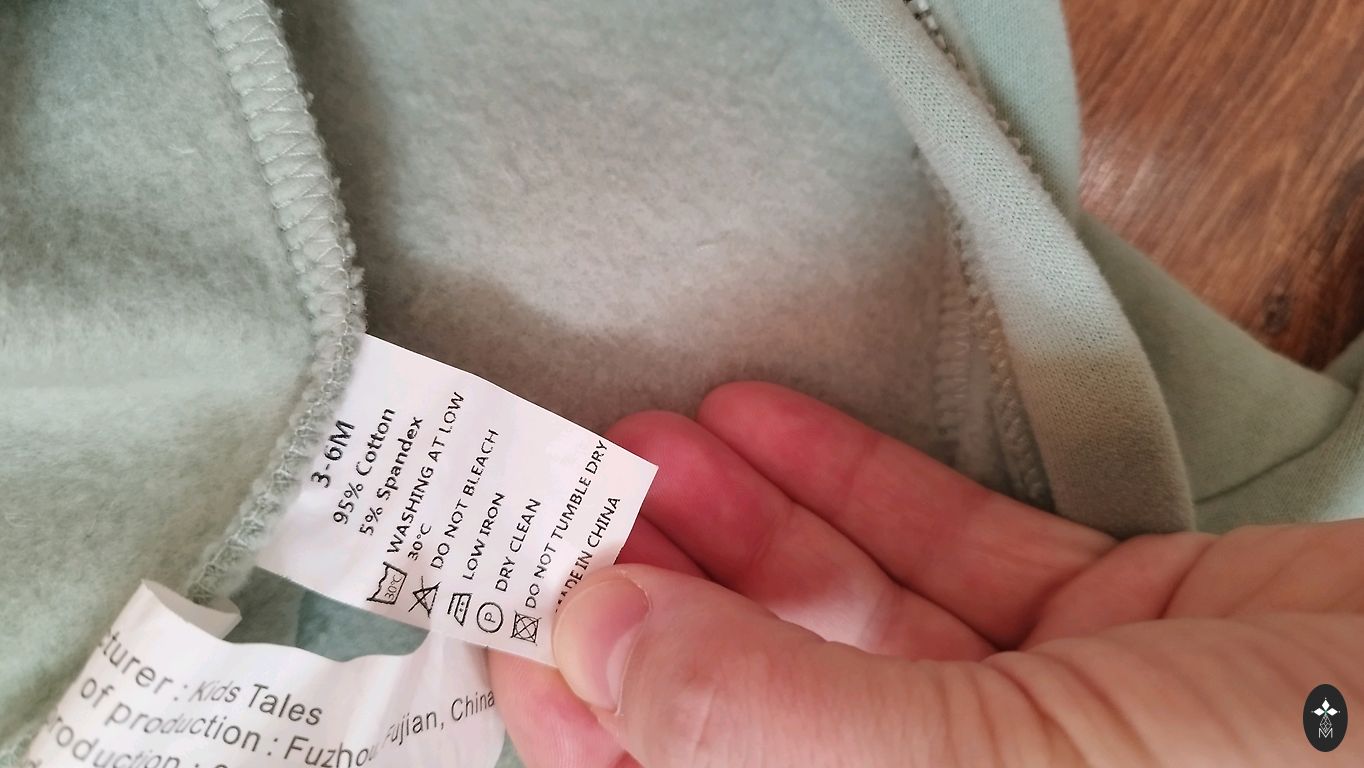 3-6M
95% Cotton
5% Spandex
WASHING AT LOW
30°C
30°C
DO NOT BLEACH
LOW IRON
P
DRY CLEAN
DO NOT TUMBLE DRY
MADE IN CHINA
cturer : Kids Tales
of production : Fuzhou Fujian, China
roduction :
M